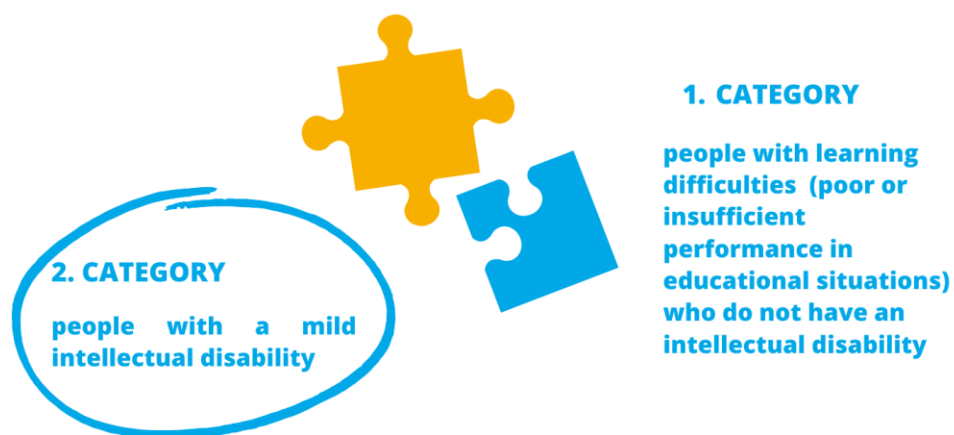 1. CATEGORY
people with learning
difficulties (poor or
insufficient
performance in
educational situations)
who do not have an
intellectual disability
2. CATEGORY
people with a mild
intellectual disability